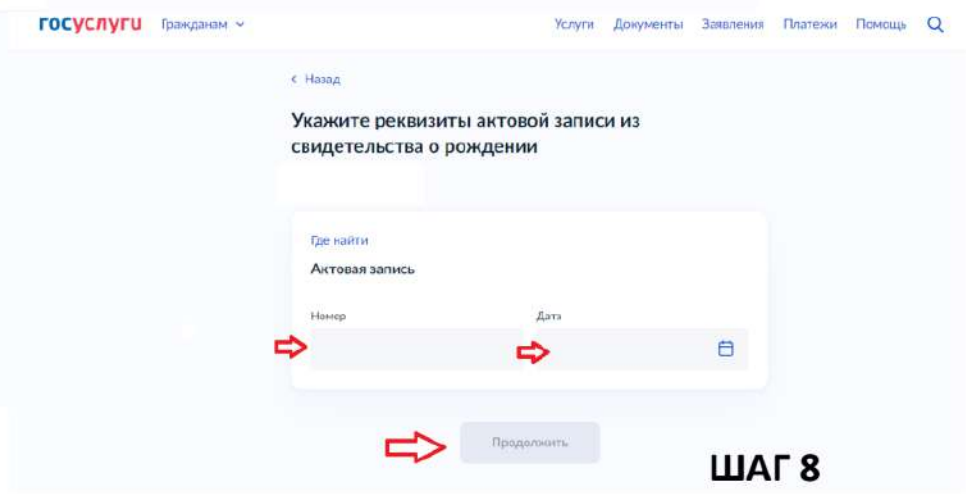 госуслуги Гражданам Услуги Документы Заявления Платежи Помощь
Назад
Укажите реквизиты актовой записи из
свидетельства о рождении
Где найти
Актовая запись
Номер Дата
Продолжить
ШАГ 8